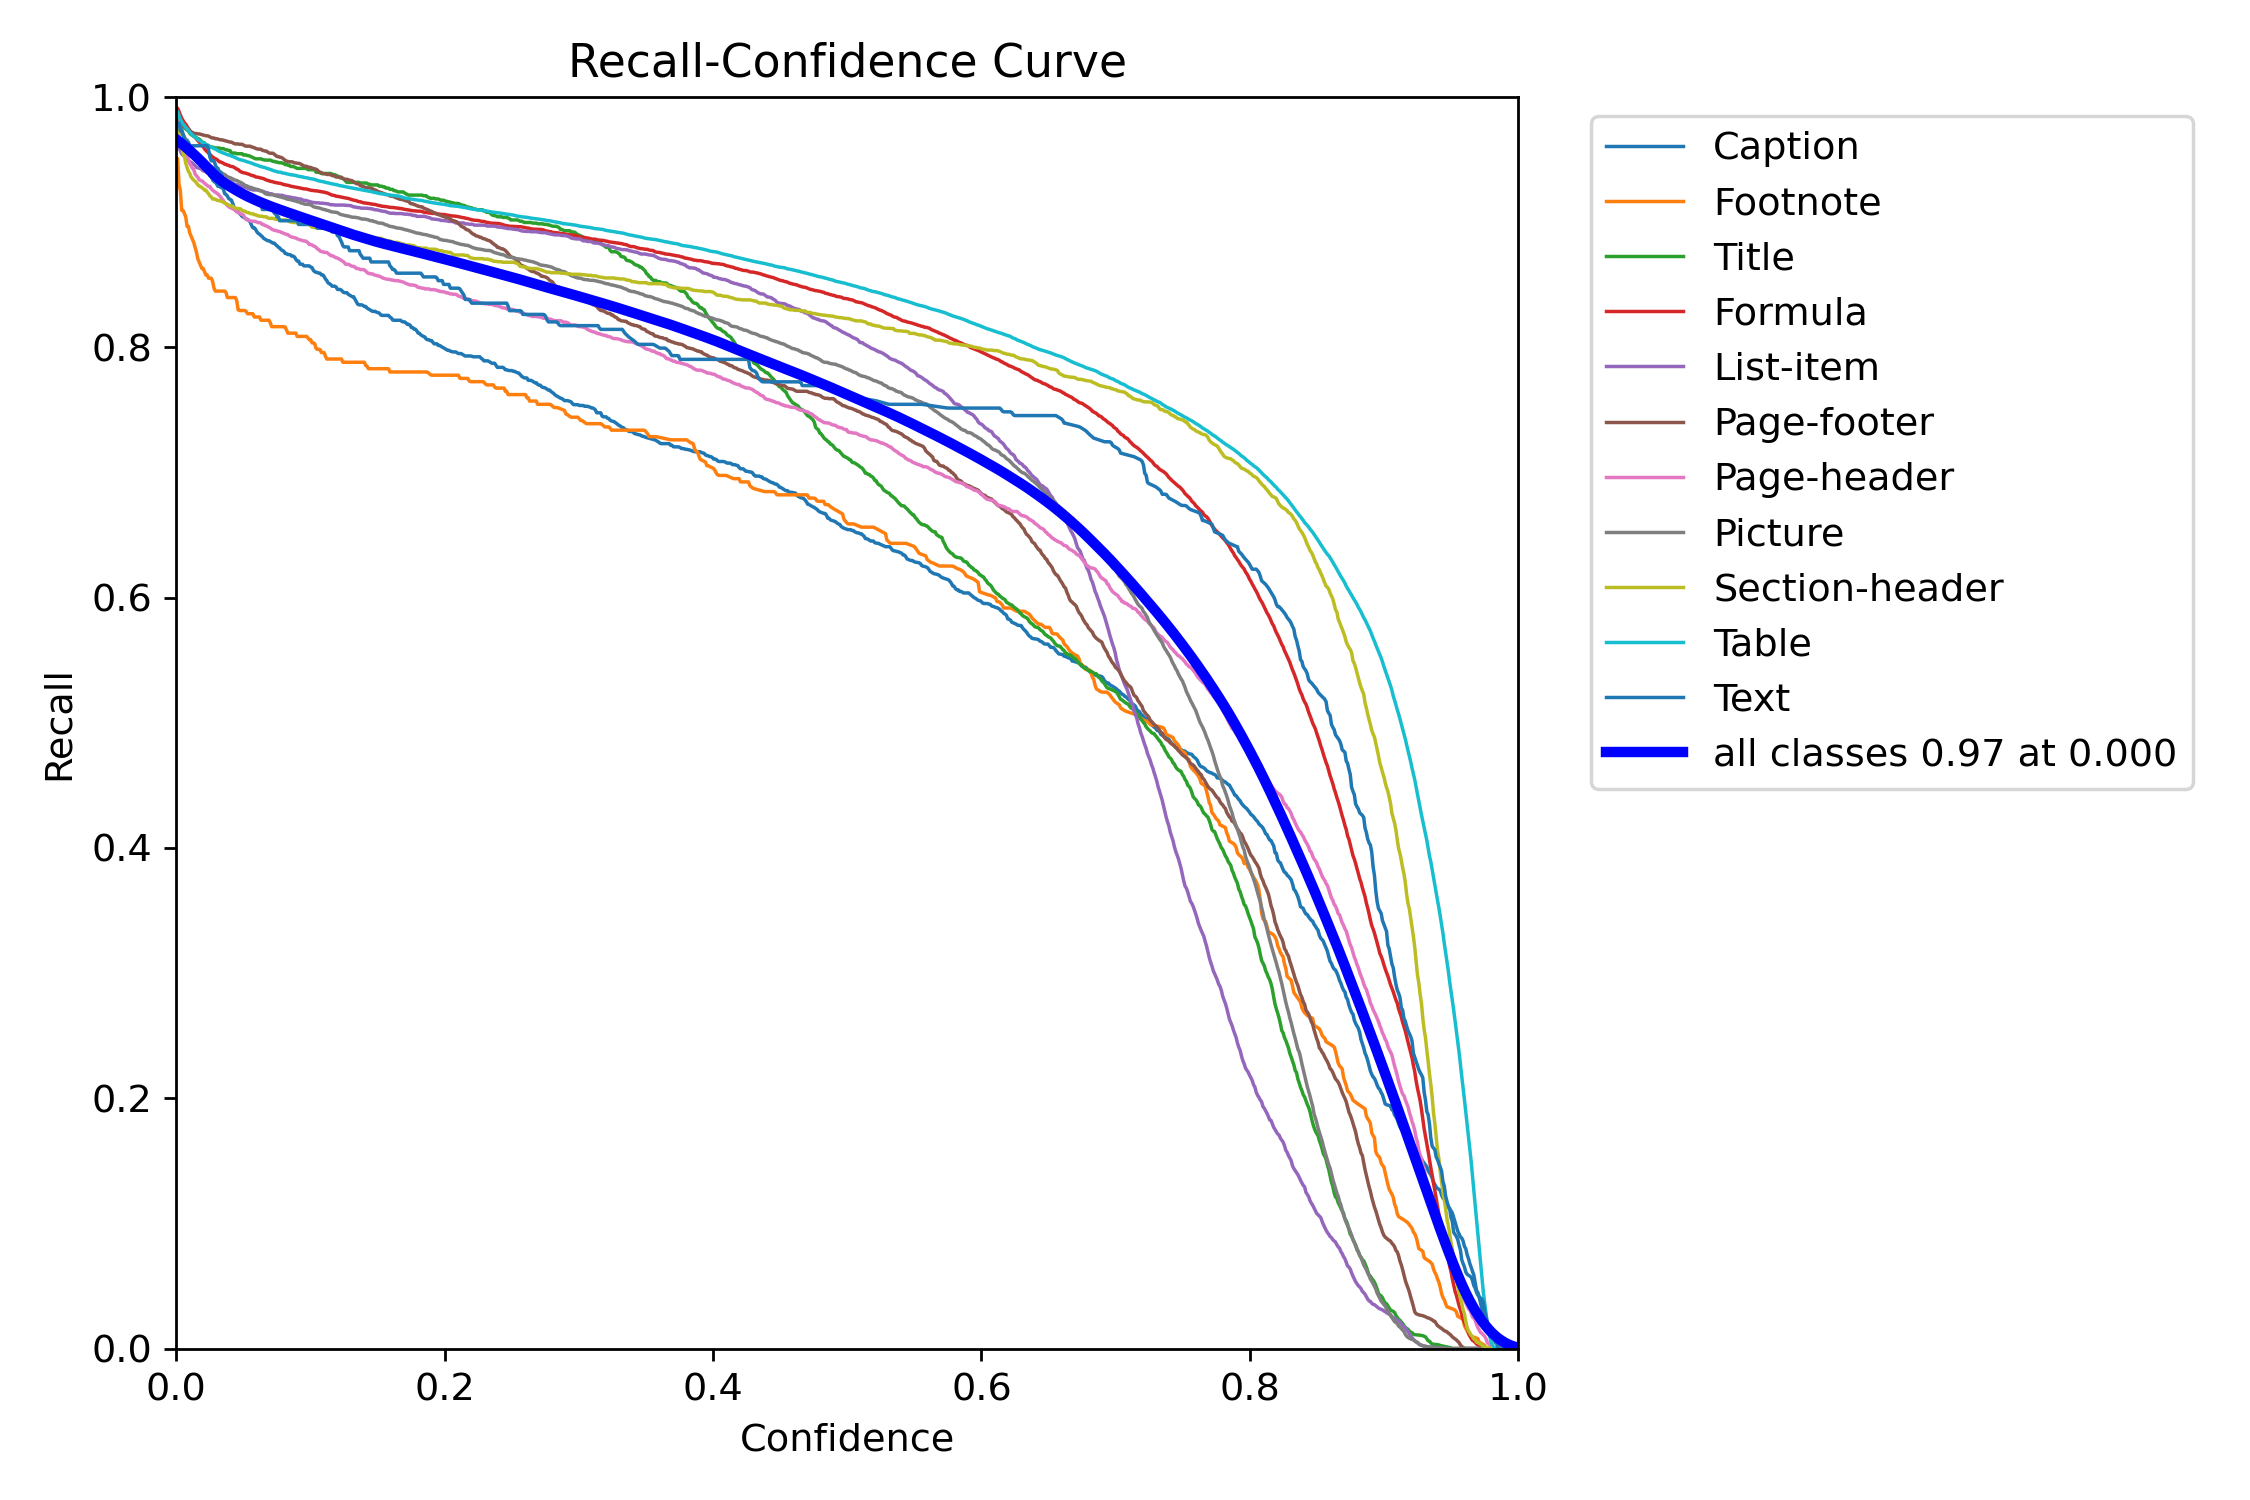 Recall-Confidence Curve
1.0
0.8
0.6
0.4
0.2
0.0
Recall
0.0 0.2 0.4 0.6 0.8 1.0
Confidence
Caption
Footnote
Title
Formula
List-item
Page-footer
Page-header
Picture
Section-header
Table
Text
all classes 0.97 at 0.000